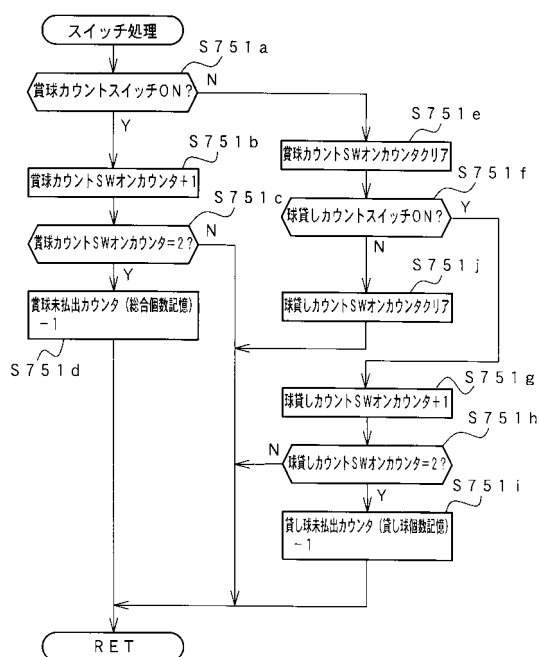 スイッチ処理
S751a
賞球カウントスイッチON?
N
Y
S751b
賞球カウントSWオンカウンタ+1
S751c
賞球カウントSWオンカウンタ=2?
N
Y
賞球未払出カウンタ(総合個数記憶)
-1
S751d
S751e
賞球カウントSWオンカウンタクリア
S751f
球貸しカウントスイッチON?
Y
N
S751j
球貸しカウントSWオンカウンタクリア
S751g
球貸しカウントSWオンカウンタ+1
S751h
N
球貸しカウントSWオンカウンタ=2?
Y
S751i
貸し球未払出カウンタ(貸し球個数記憶)
-1
RET